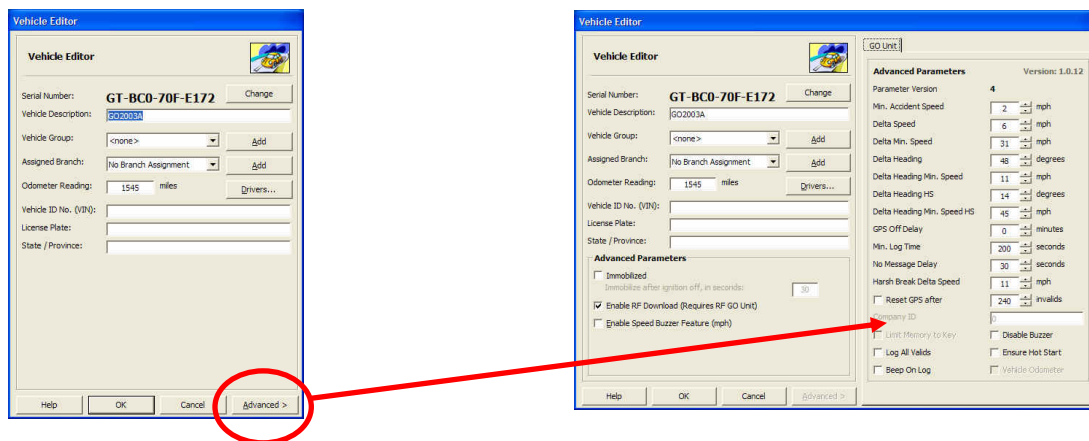 Vehicle Editor
Vehicle Editor
Serial Number: GT-BC0-70F-E172 Change
Vehicle Description: GO2003A
Vehicle Group: <none> Add
Assigned Branch: No Branch Assignment Add
Odometer Reading: 1545 miles Drivers...
Vehicle ID No. (VIN):
License Plate:
State / Province:
Help OK Cancel Advanced >
Vehicle Editor
Vehicle Editor
Serial Number: GT-BC0-70F-E172 Change
Vehicle Description: GO2003A
Vehicle Group: <none> Add
Assigned Branch: No Branch Assignment Add
Odometer Reading: 1545 miles Drivers...
Vehicle ID No. (VIN):
License Plate:
State / Province:
Advanced Parameters
Immobilized
Immobilize after ignition off, in seconds: 30
Enable RF Download (Requires RF GO Unit)
Enable Speed Buzzer Feature (mph)
Help OK Cancel Advanced >
GO Unit
Advanced Parameters Version: 1.0.12
Parameter Version 4
Min. Accident Speed 2 mph
Delta Speed 6 mph
Delta Min. Speed 31 mph
Delta Heading 48 degrees
Delta Heading Min. Speed 11 mph
Delta Heading HS 14 degrees
Delta Heading Min. Speed HS 45 mph
GPS Off Delay 0 minutes
Min. Log Time 200 seconds
No Message Delay 30 seconds
Harsh Break Delta Speed 11 mph
Reset GPS after 240 invalids
Company ID 0
Limit Memory to Key Disable Buzzer
Log All Valids Ensure Hot Start
Beep On Log Vehicle Odometer